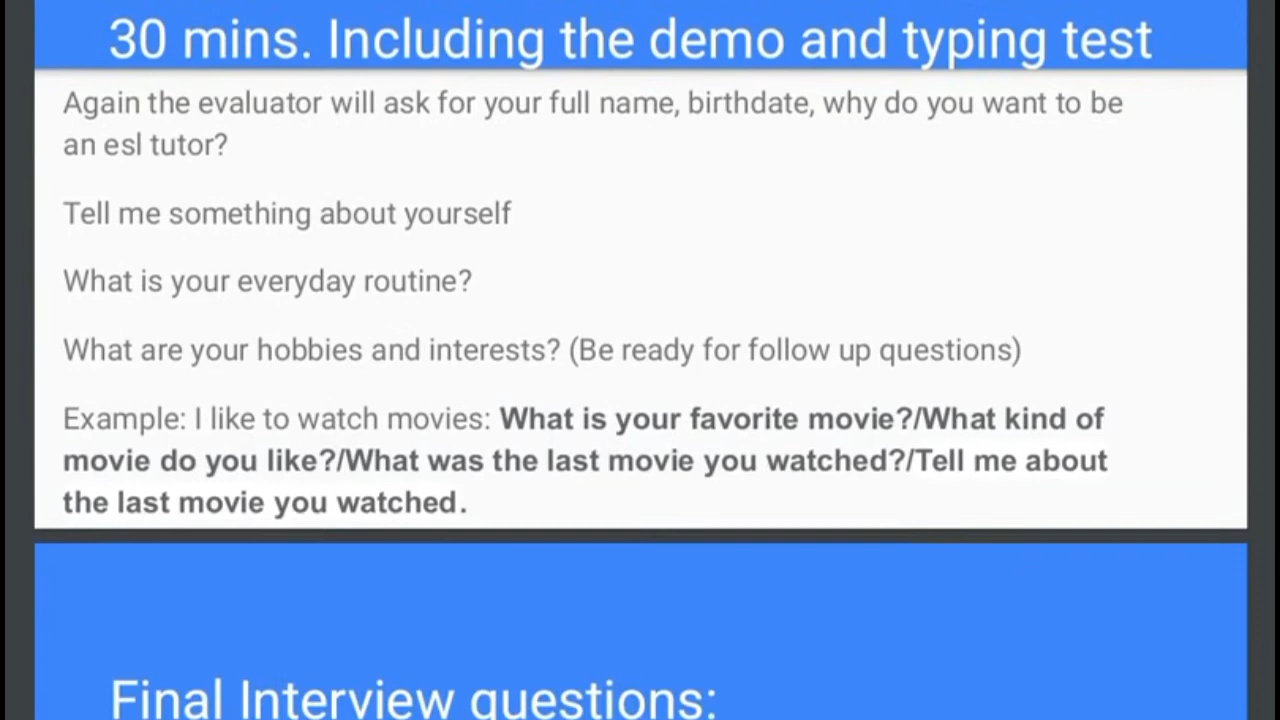 30 mins. Including the demo and typing test
Again the evaluator will ask for your full name, birthdate, why do you want to be
an esl tutor?
Tell me something about yourself
What is your everyday routine?
What are your hobbies and interests? (Be ready for follow up questions)
Example: I like to watch movies: What is your favorite movie?/What kind of
movie do you like?/What was the last movie you watched?/Tell me about
the last movie you watched.
Final Interview questions: